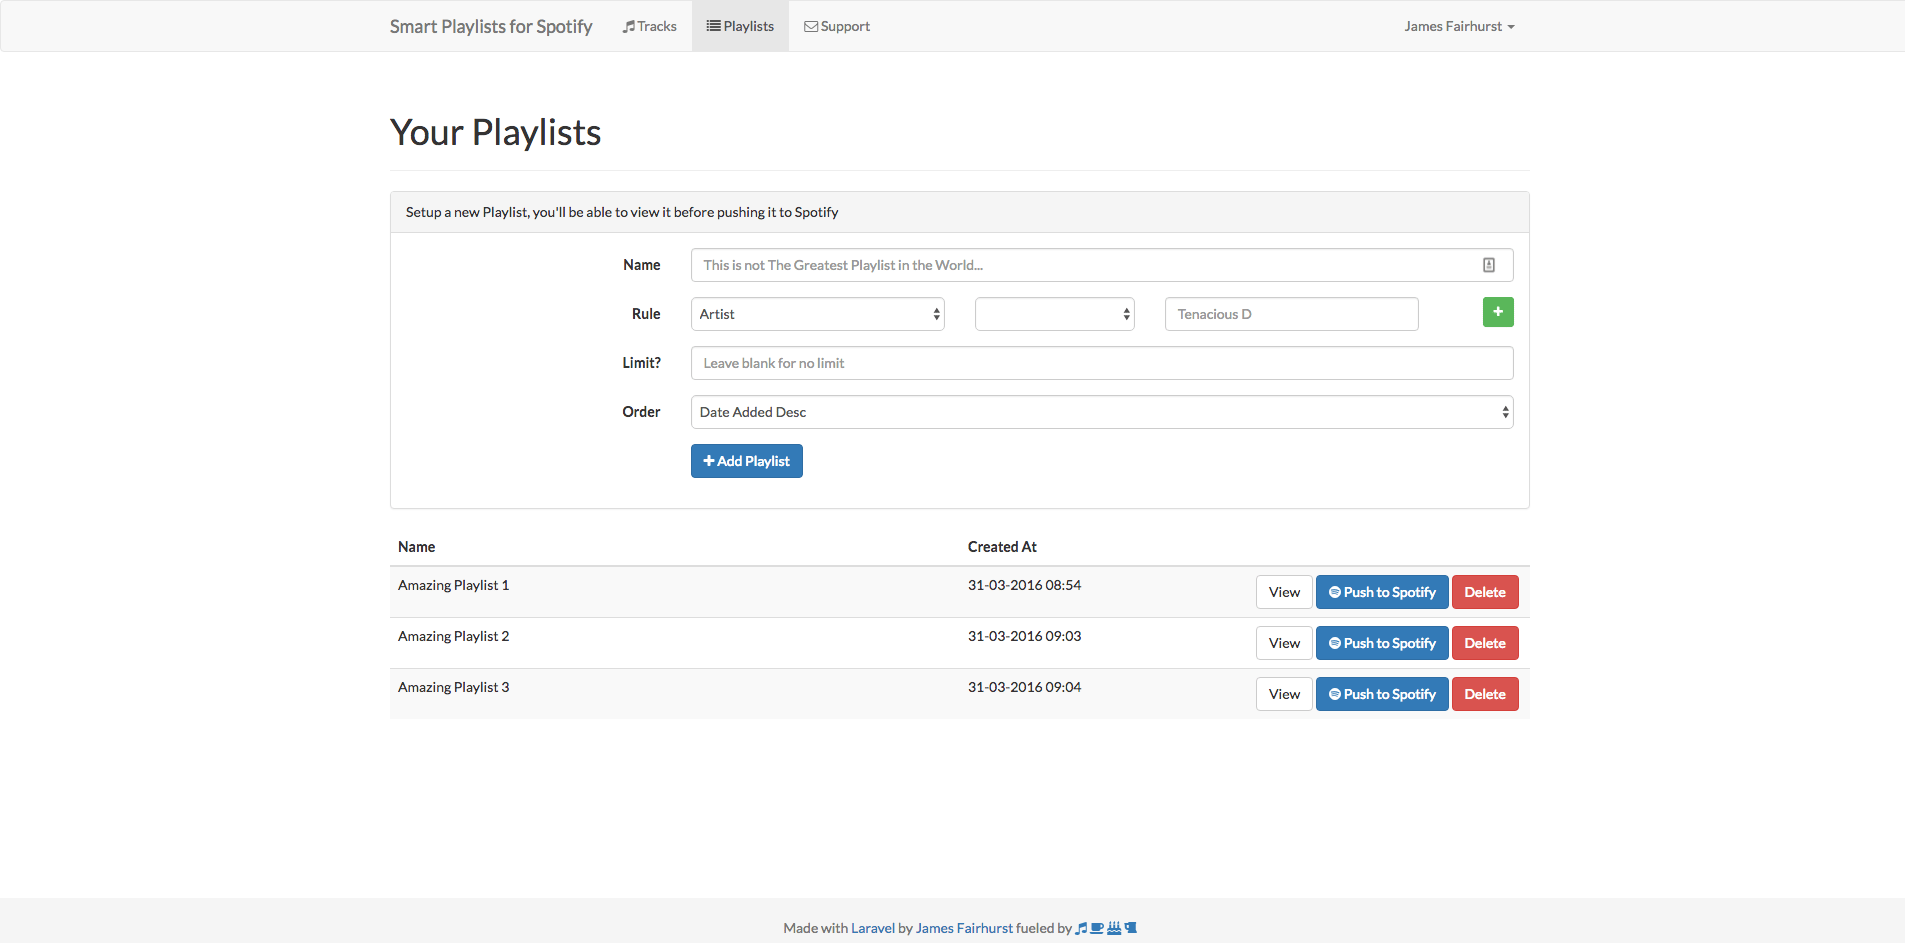 Smart Playlists for Spotify Tracks Playlists Support James Fairhurst
Your Playlists
Setup a new Playlist, you'll be able to view it before pushing it to Spotify
Name This is not The Greatest Playlist in the World...
Rule Artist Tenacious D +
Limit? Leave blank for no limit
Order Date Added Desc
+ Add Playlist
Name Created At
Amazing Playlist 1 31-03-2016 08:54 View Push to Spotify Delete
Amazing Playlist 2 31-03-2016 09:03 View Push to Spotify Delete
Amazing Playlist 3 31-03-2016 09:04 View Push to Spotify Delete
Made with Laravel by James Fairhurst fueled by